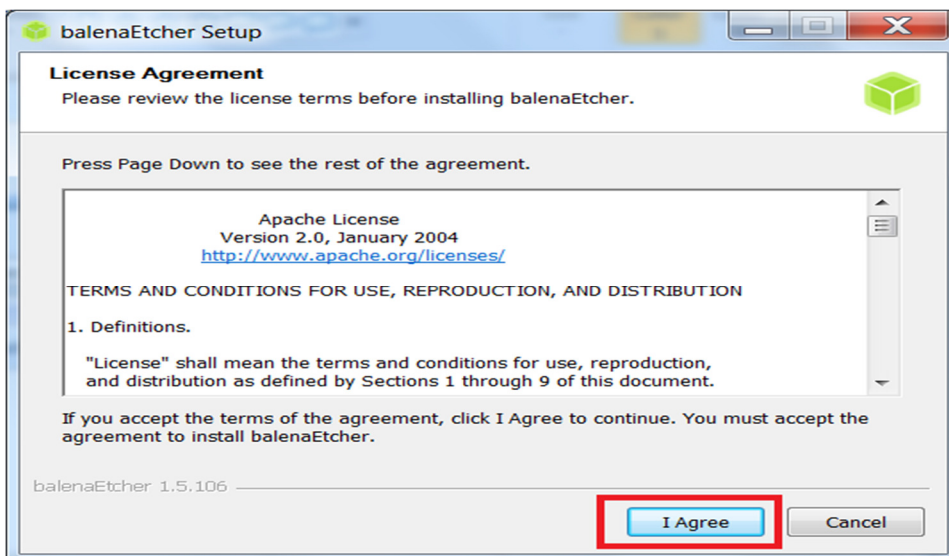 balenaEtcher Setup
License Agreement
Please review the license terms before installing balenaEtcher.
Press Page Down to see the rest of the agreement.
Apache License
Version 2.0, January 2004
http://www.apache.org/licenses/
TERMS AND CONDITIONS FOR USE, REPRODUCTION, AND DISTRIBUTION
1. Definitions.
"License" shall mean the terms and conditions for use, reproduction,
and distribution as defined by Sections 1 through 9 of this document.
If you accept the terms of the agreement, click I Agree to continue. You must accept the
agreement to install balenaEtcher.
balenaEtcher 1.5.106
I Agree Cancel